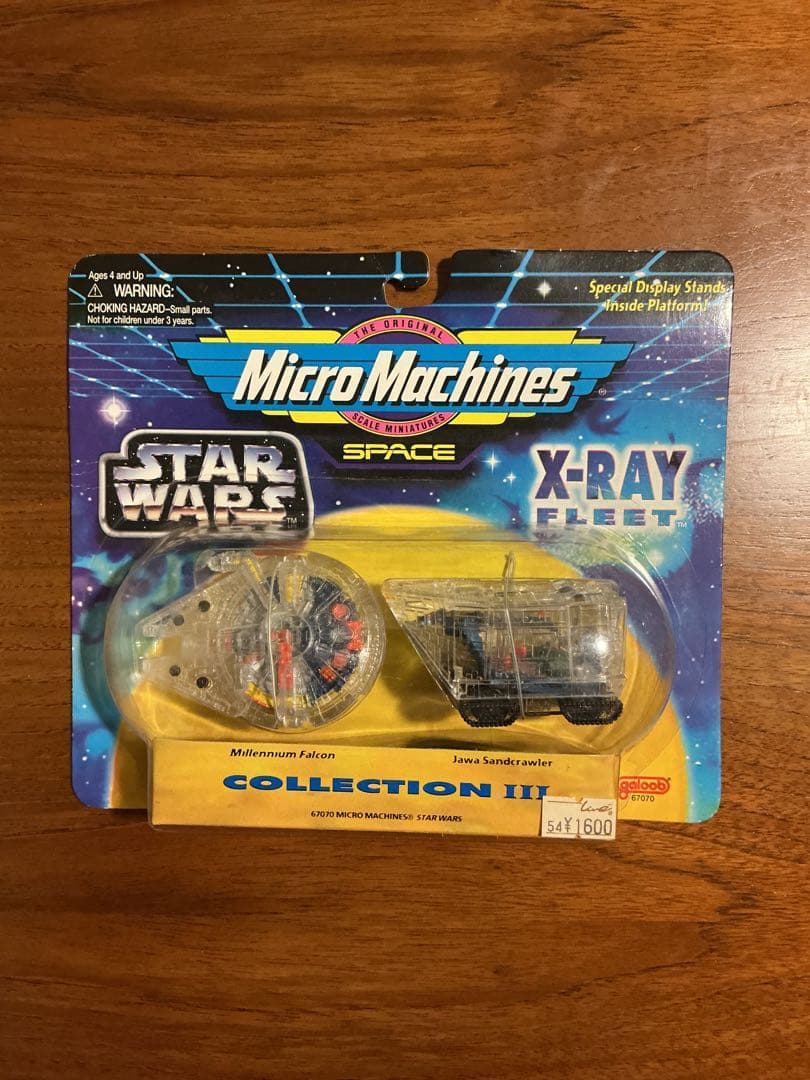 Ages 4 and Up
⚠ WARNING:
CHOKING HAZARD–Small parts.
Not for children under 3 years.
Special Display Stands
Inside Platform!
THE ORIGINAL
Micro Machines ®
SCALE MINIATURES
SPACE
STAR
WARS ™
X-RAY
FLEET ™
Millennium Falcon
Jawa Sandcrawler
COLLECTION III
67070 MICRO MACHINES® STAR WARS
galoob
67070
54 ¥1600